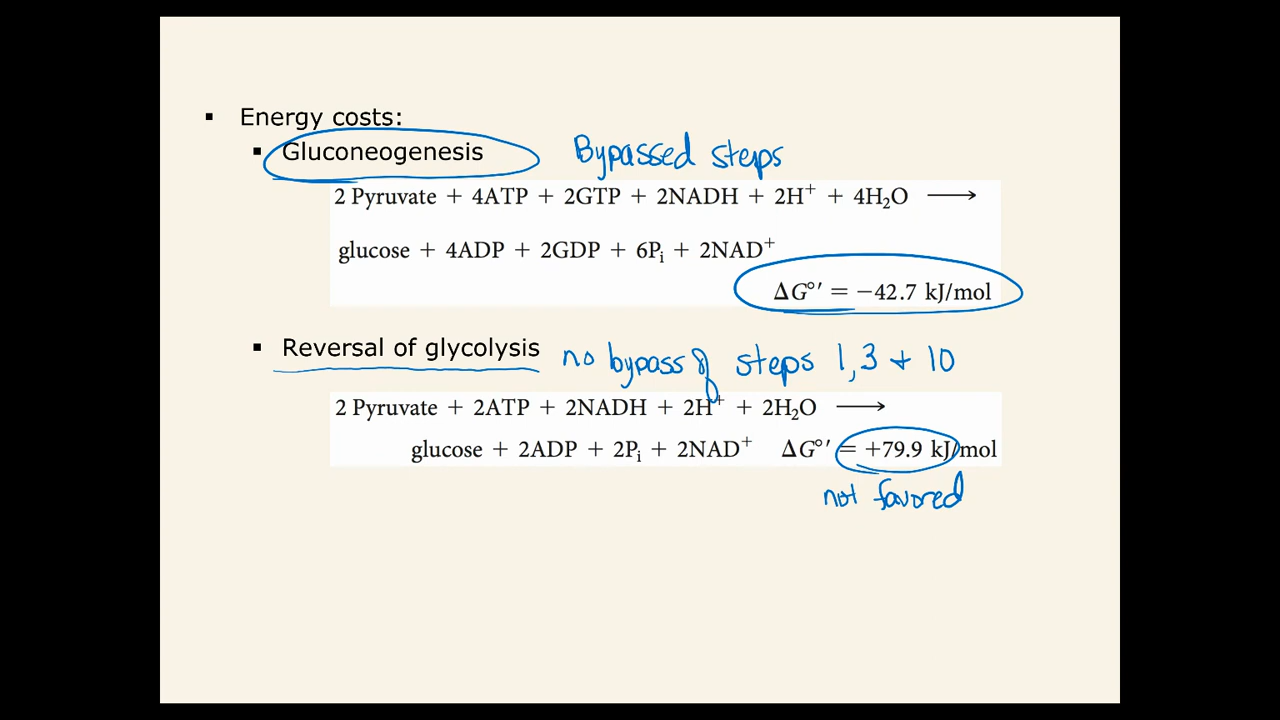 ▪ Energy costs:
▪ Gluconeogenesis Bypassed steps
2 Pyruvate + 4ATP + 2GTP + 2NADH + 2H⁺ + 4H₂O ⟶
glucose + 4ADP + 2GDP + 6Pᵢ + 2NAD⁺
ΔG°′ = −42.7 kJ/mol
▪ Reversal of glycolysis no bypass of steps 1,3 + 10
2 Pyruvate + 2ATP + 2NADH + 2H⁺ + 2H₂O ⟶
glucose + 2ADP + 2Pᵢ + 2NAD⁺ ΔG°′ = +79.9 kJ/mol
not favored